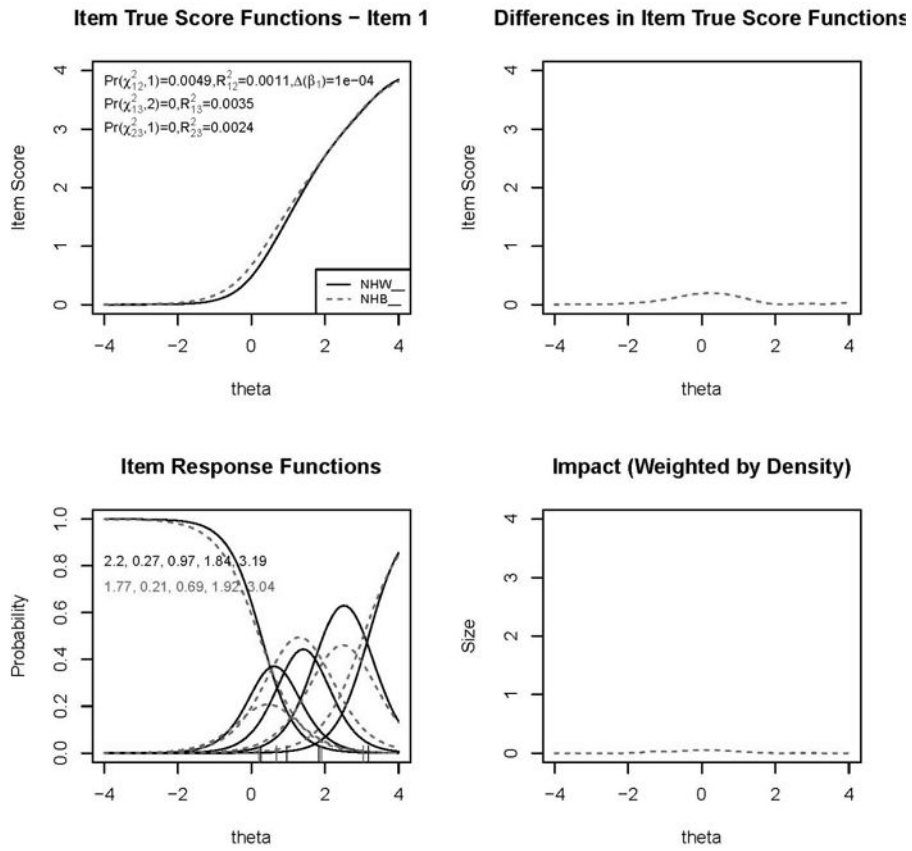 Item True Score Functions − Item 1
Pr(χ²₁₂,1)=0.0049,R²₁₂=0.0011,Δ(β₁)=1e−04
Pr(χ²₁₃,2)=0,R²₁₃=0.0035
Pr(χ²₂₃,1)=0,R²₂₃=0.0024
Item Score
4
3
2
1
0
NHW__
NHB__
−4 −2 0 2 4
theta
Differences in Item True Score Functions
Item Score
4
3
2
1
0
−4 −2 0 2 4
theta
Item Response Functions
Probability
1.0
0.8
0.6
0.4
0.2
0.0
2.2, 0.27, 0.97, 1.84, 3.19
1.77, 0.21, 0.69, 1.92, 3.04
−4 −2 0 2 4
theta
Impact (Weighted by Density)
Size
4
3
2
1
0
−4 −2 0 2 4
theta